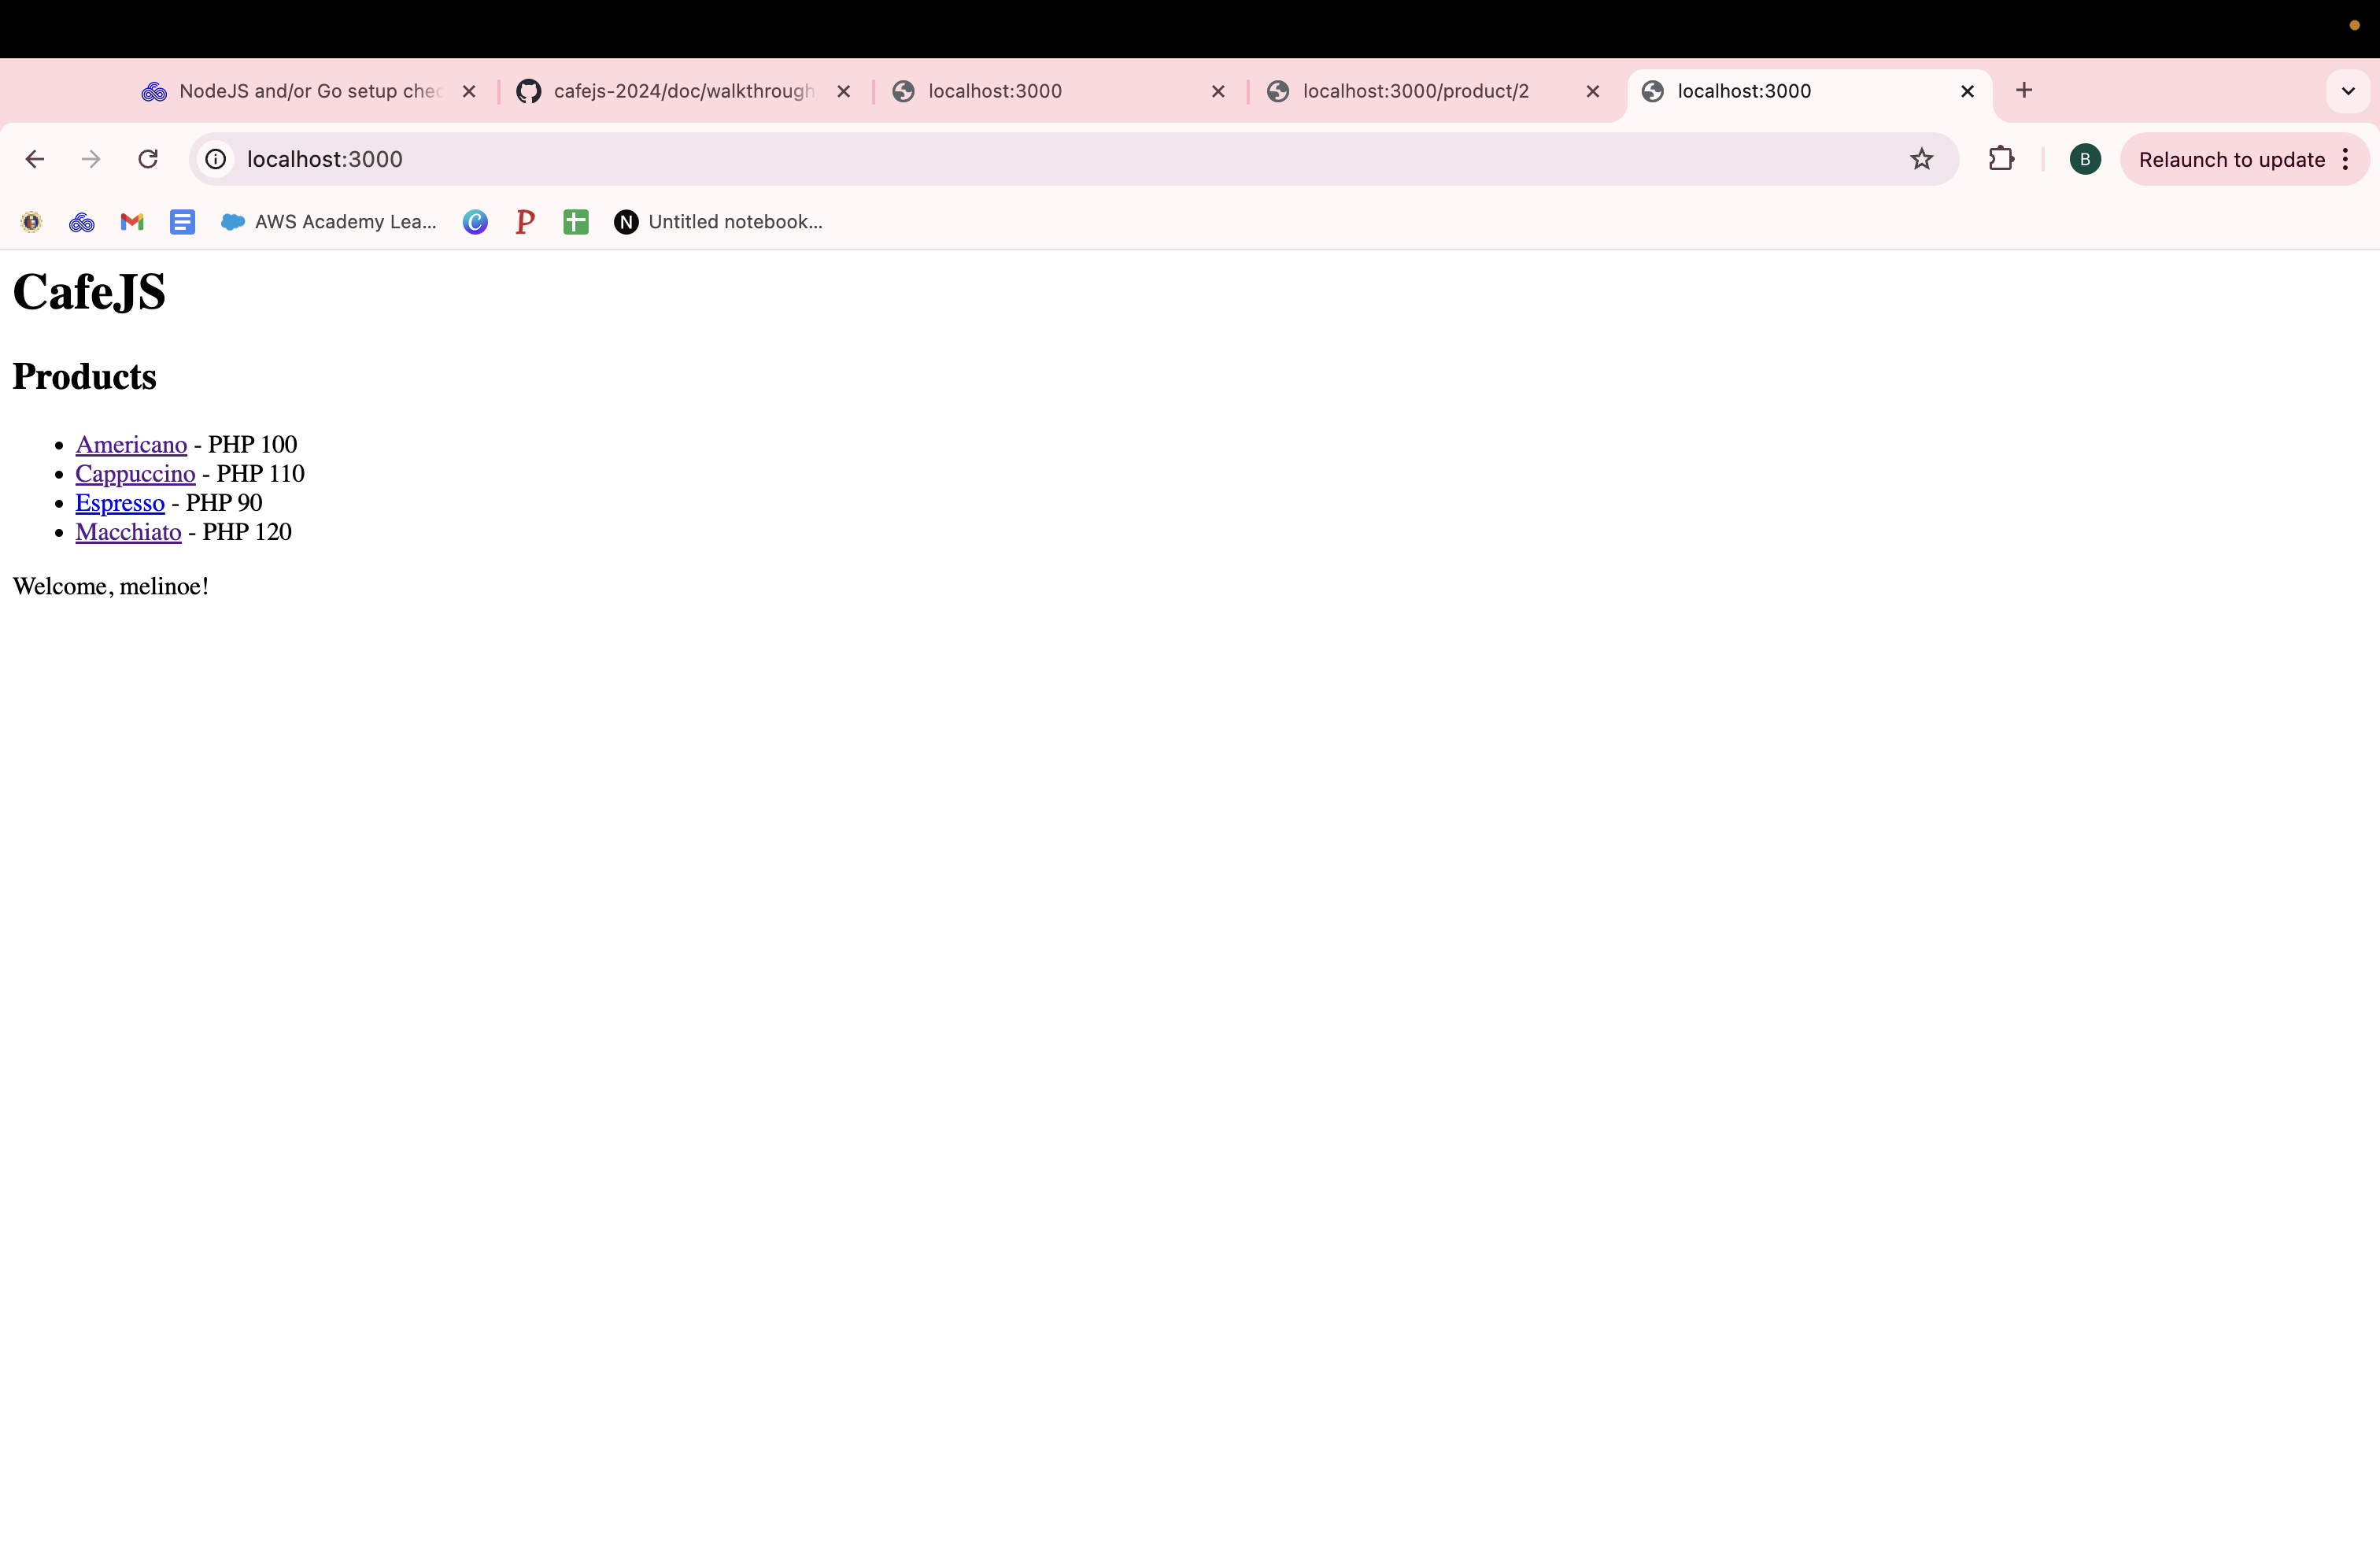 NodeJS and/or Go setup chec
cafejs-2024/doc/walkthrough
localhost:3000
localhost:3000/product/2
localhost:3000
localhost:3000
B
Relaunch to update
AWS Academy Lea...
C
P
N
Untitled notebook...
CafeJS
Products
Americano - PHP 100
Cappuccino - PHP 110
Espresso - PHP 90
Macchiato - PHP 120
Welcome, melinoe!